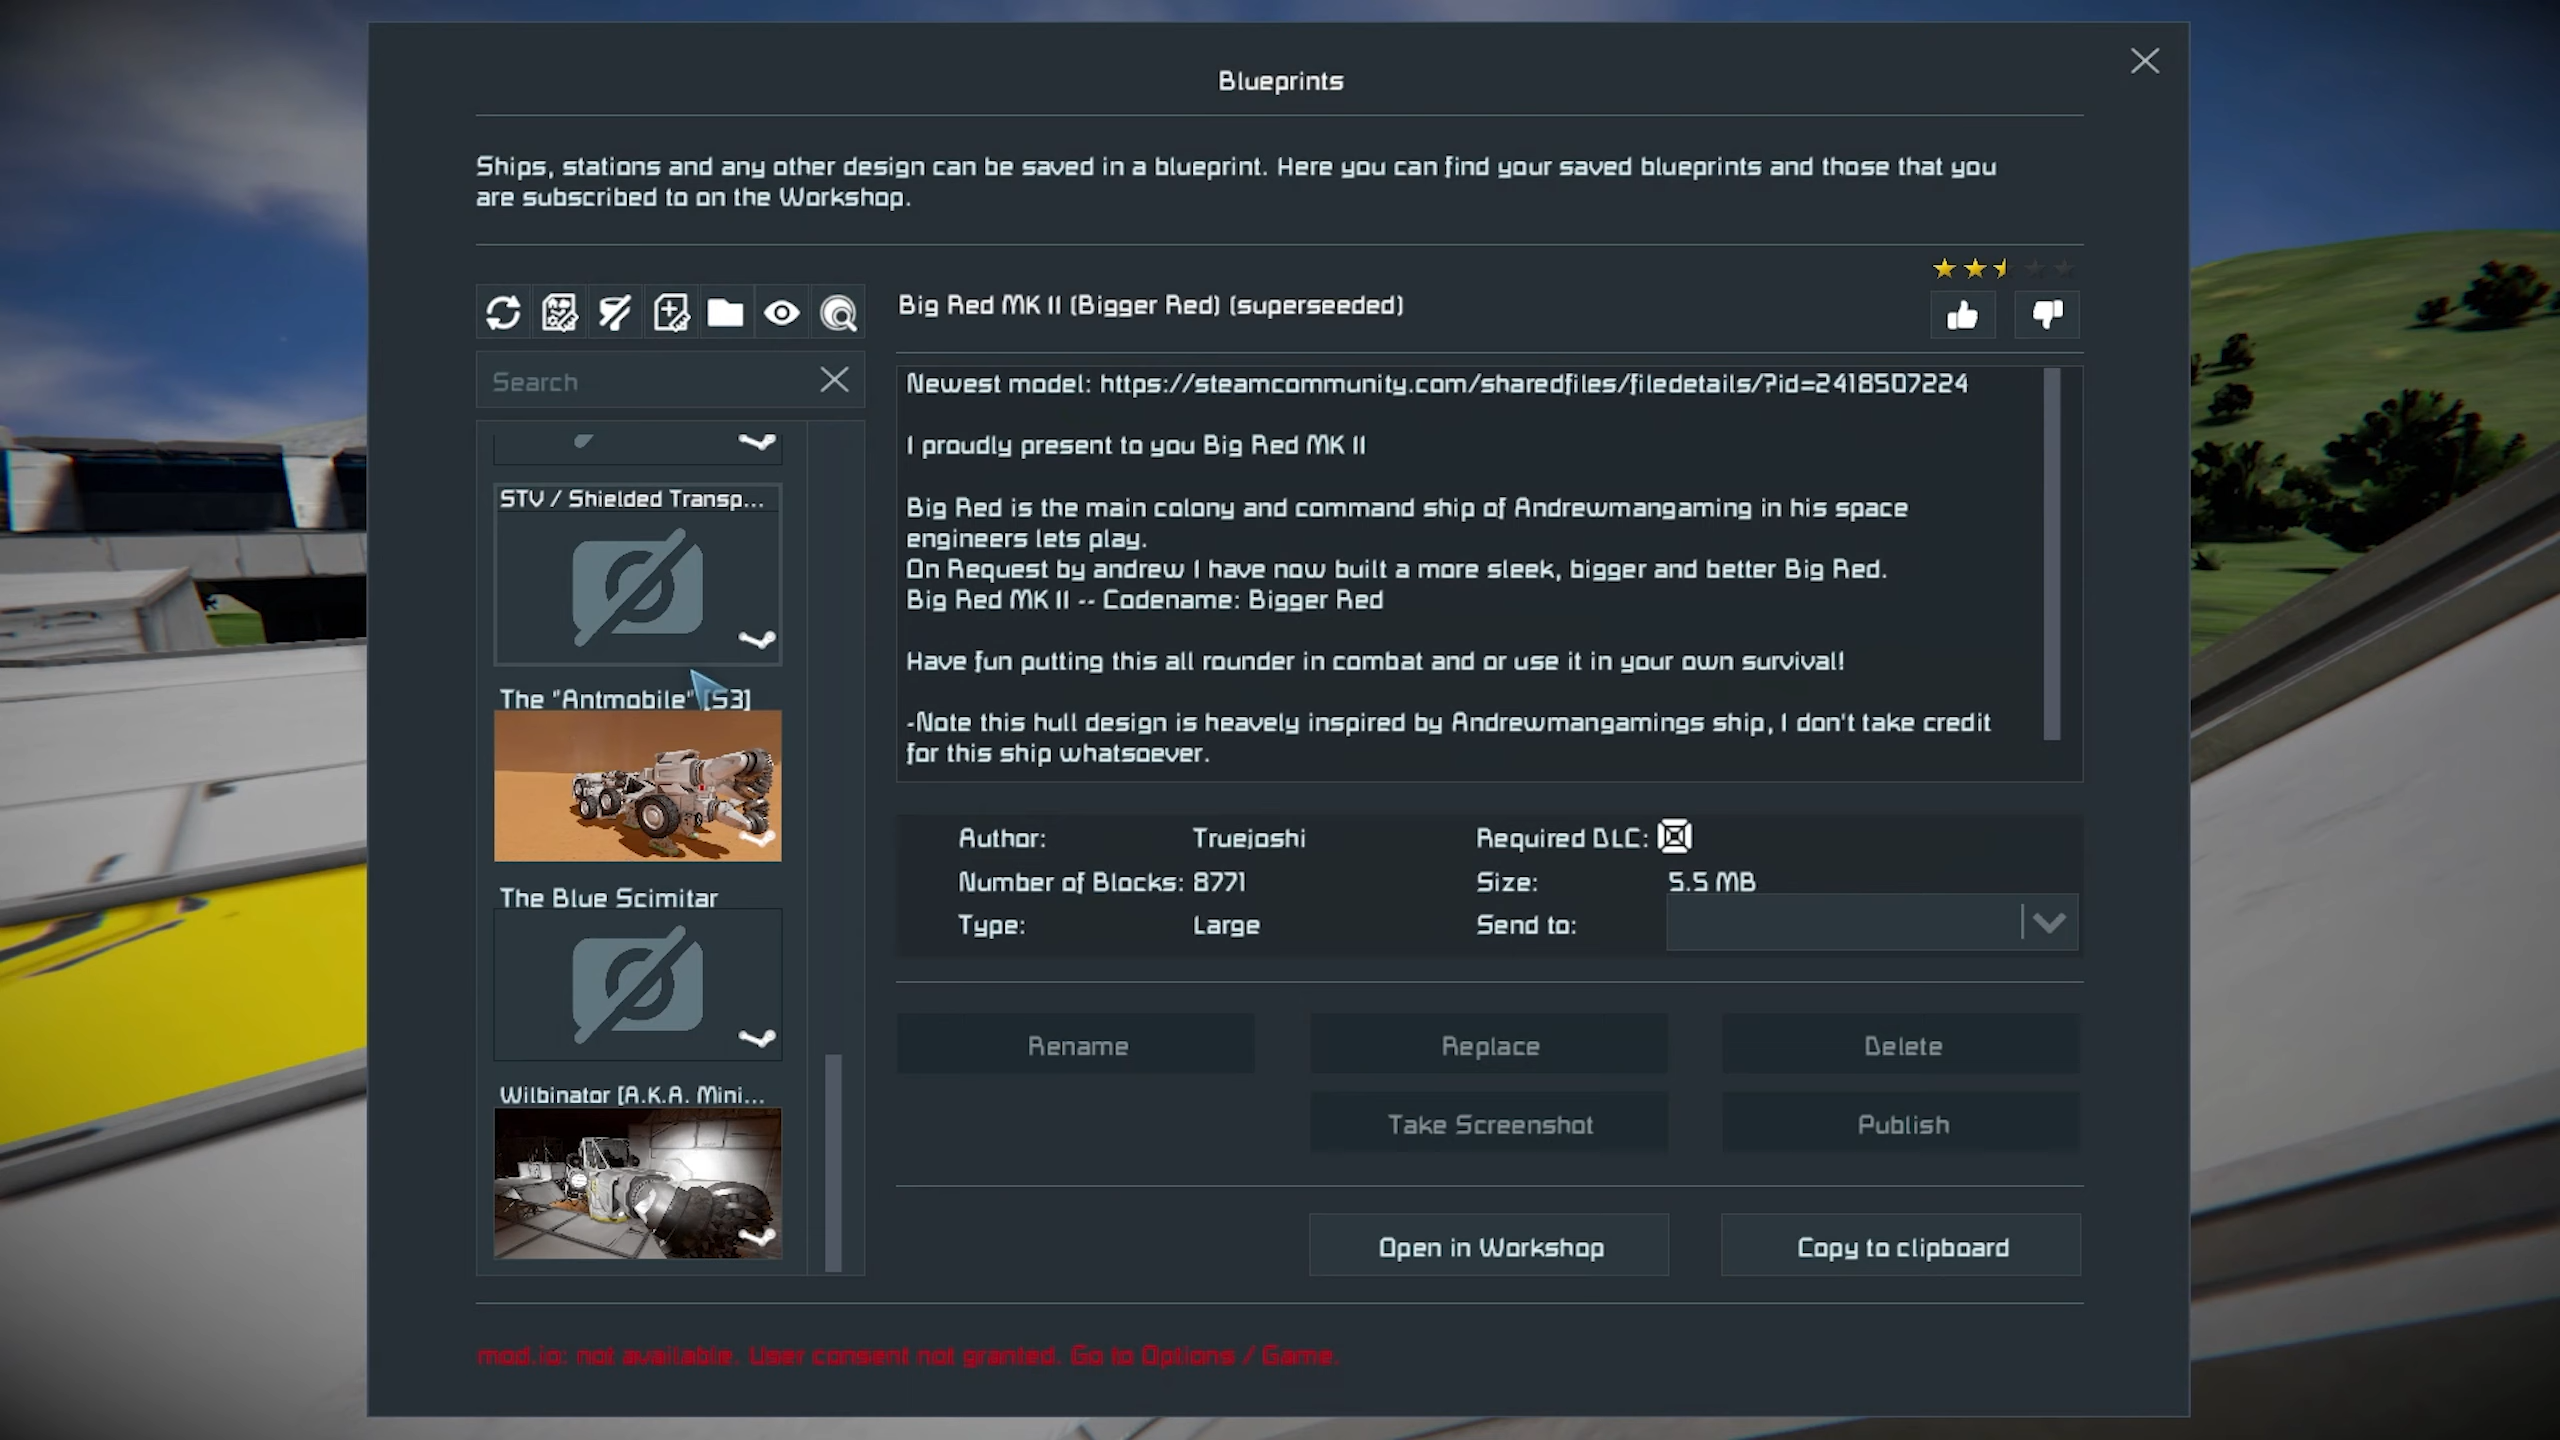 Blueprints
Ships, stations and any other design can be saved in a blueprint. Here you can find your saved blueprints and those that you
are subscribed to on the Workshop.
Search
STV / Shielded Transp...
The "Antmobile" [S3]
The Blue Scimitar
Wilbinator [A.K.A. Mini...
Big Red MK II (Bigger Red) (superseeded)
Newest model: https://steamcommunity.com/sharedfiles/filedetails/?id=2418507224
I proudly present to you Big Red MK II
Big Red is the main colony and command ship of Andrewmangaming in his space
engineers lets play.
On Request by andrew I have now built a more sleek, bigger and better Big Red.
Big Red MK II -- Codename: Bigger Red
Have fun putting this all rounder in combat and or use it in your own survival!
-Note this hull design is heavely inspired by Andrewmangamings ship, I don't take credit
for this ship whatsoever.
Author: Truejoshi Required DLC:
Number of Blocks: 8771 Size: 5.5 MB
Type: Large Send to:
Rename Replace Delete
Take Screenshot Publish
Open in Workshop Copy to clipboard
mod.io: not available. User consent not granted. Go to Options / Game.